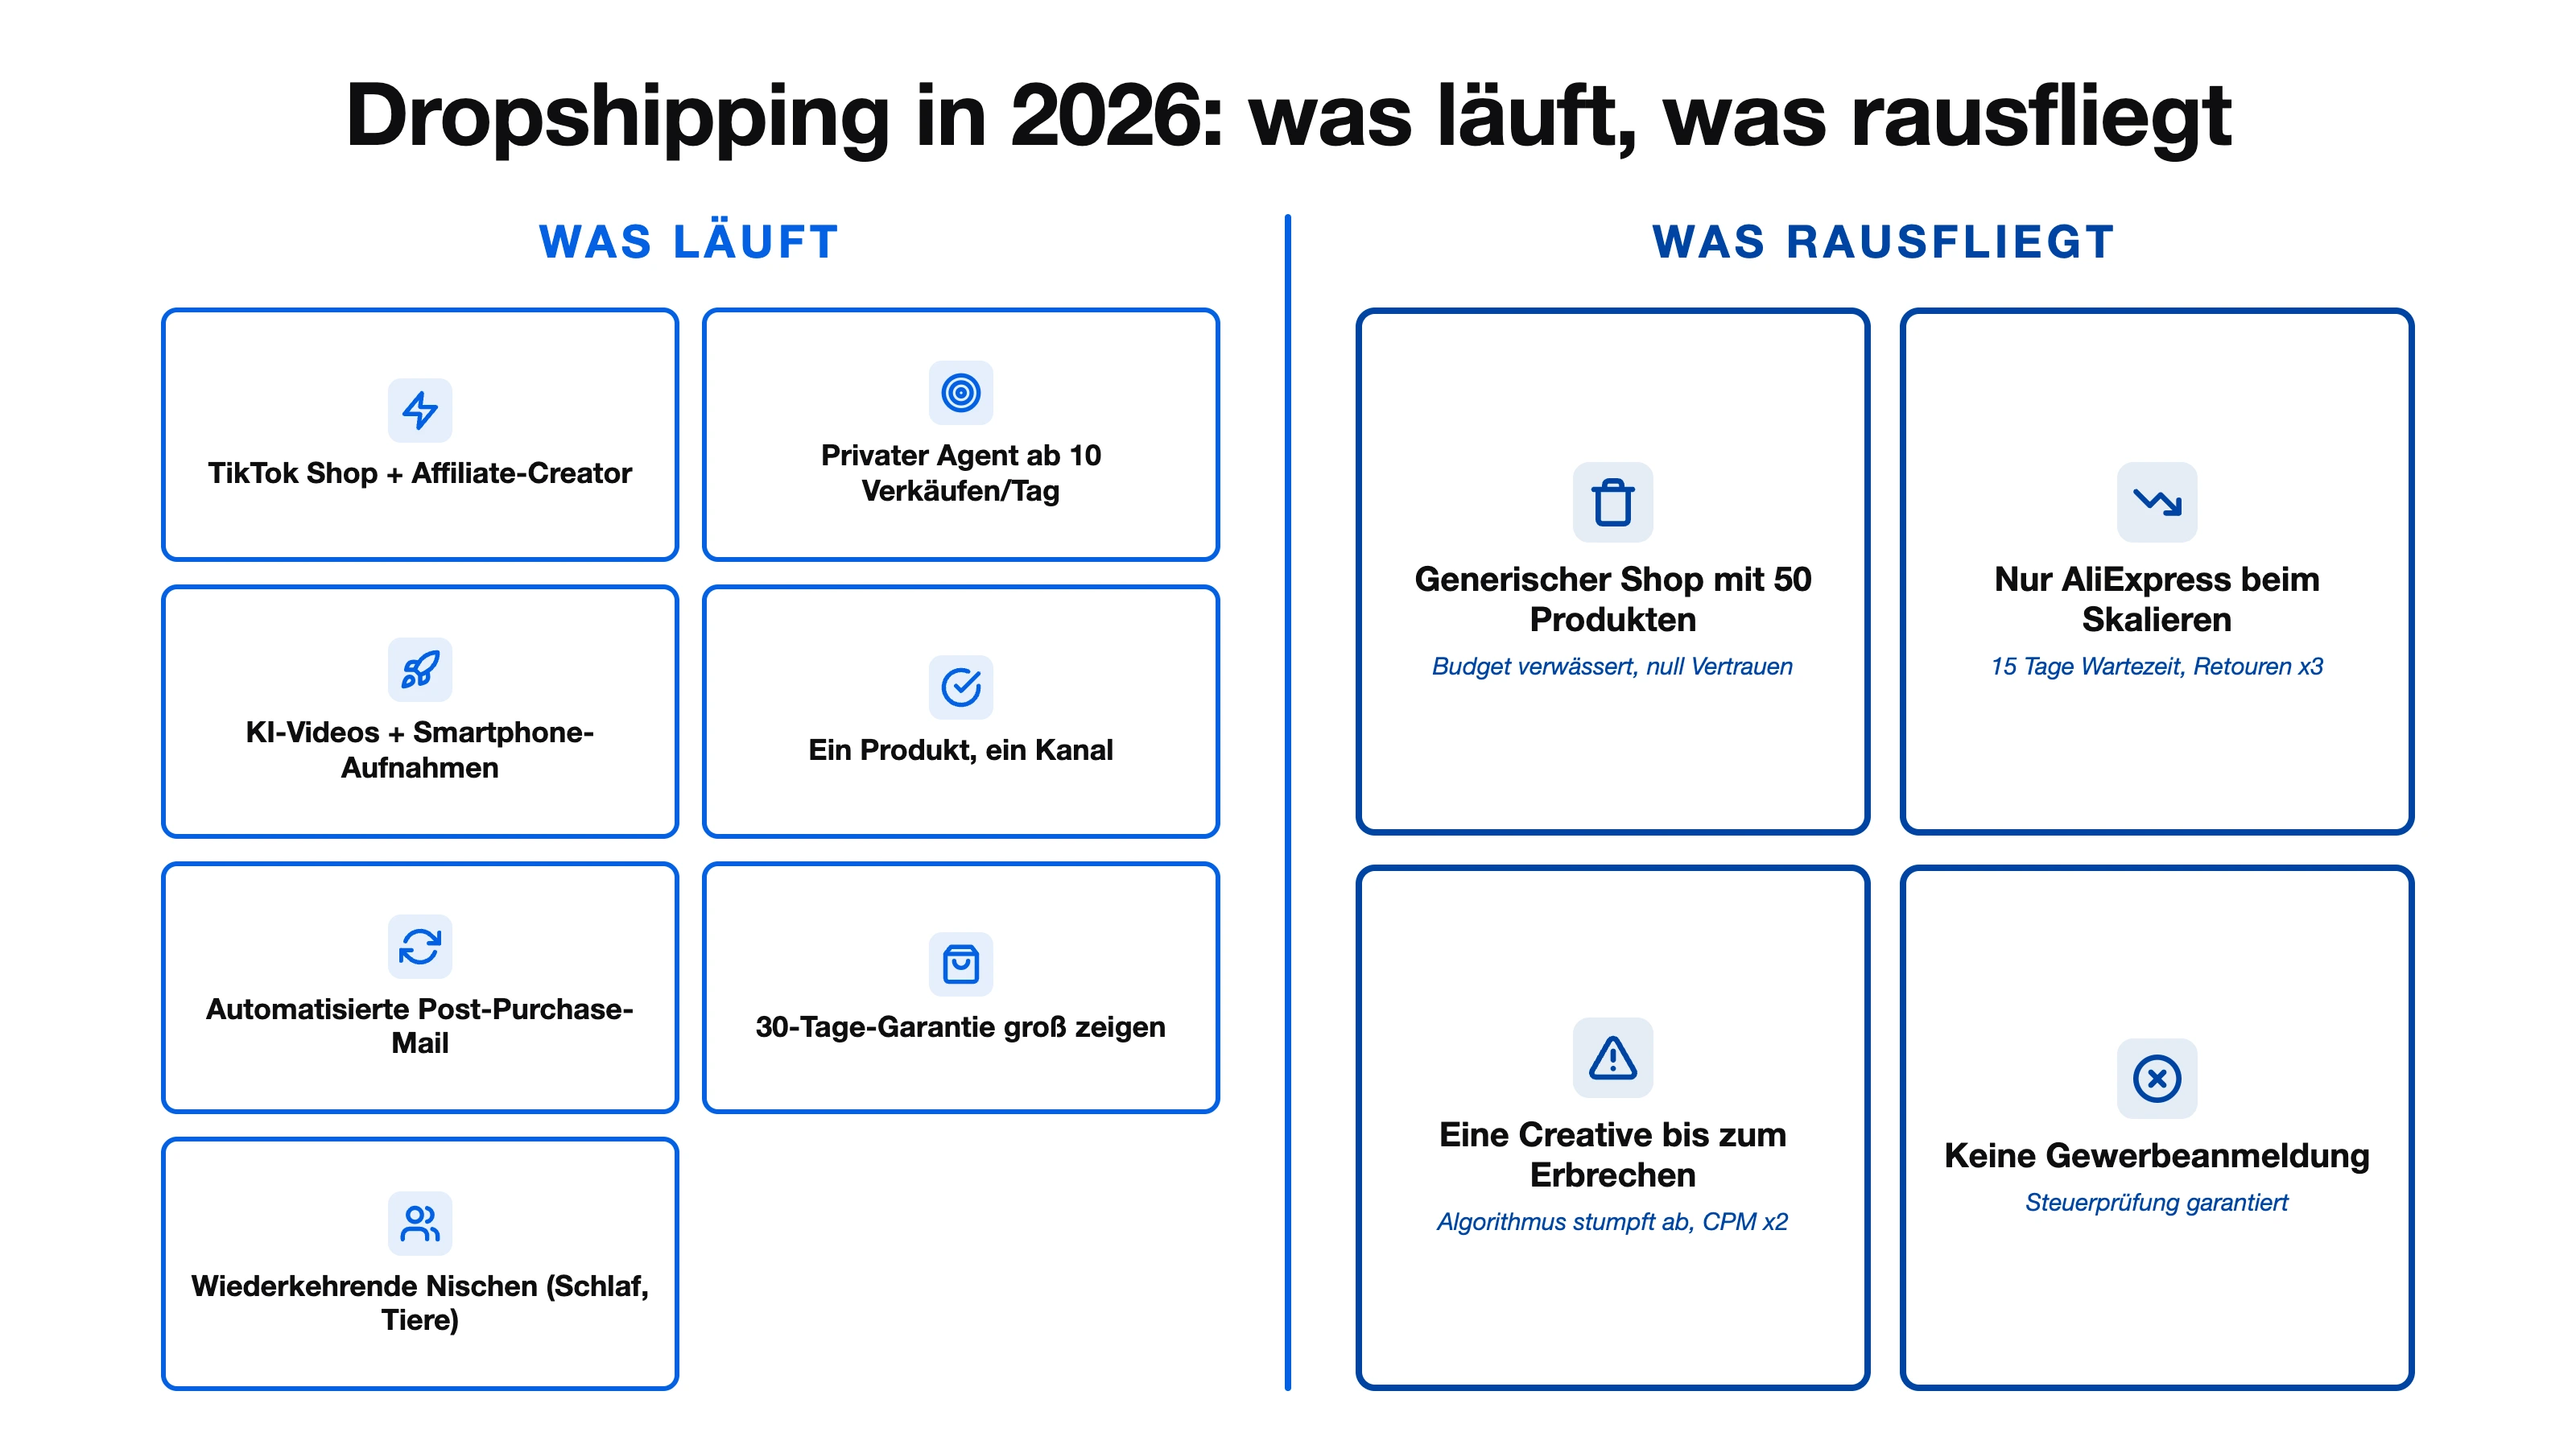 Dropshipping in 2026: was läuft, was rausfliegt
WAS LÄUFT
TikTok Shop + Affiliate-Creator
Privater Agent ab 10
Verkäufen/Tag
KI-Videos + Smartphone-
Aufnahmen
Ein Produkt, ein Kanal
Automatisierte Post-Purchase-
Mail
30-Tage-Garantie groß zeigen
Wiederkehrende Nischen (Schlaf,
Tiere)
WAS RAUSFLIEGT
Generischer Shop mit 50
Produkten
Budget verwässert, null Vertrauen
Nur AliExpress beim
Skalieren
15 Tage Wartezeit, Retouren x3
Eine Creative bis zum
Erbrechen
Algorithmus stumpft ab, CPM x2
Keine Gewerbeanmeldung
Steuerprüfung garantiert